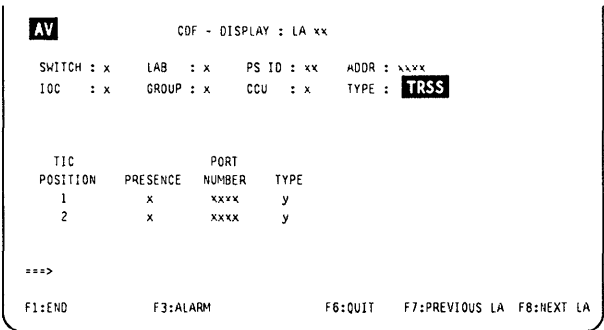 AV CDF - DISPLAY : LA xx
SWITCH : x LAB : x PS ID : xx ADDR : xxxx
IOC : x GROUP : x CCU : x TYPE : TRSS
TIC PORT
POSITION PRESENCE NUMBER TYPE
1 x xxxx y
2 x xxxx y
===>
F1:END F3:ALARM F6:QUIT F7:PREVIOUS LA F8:NEXT LA